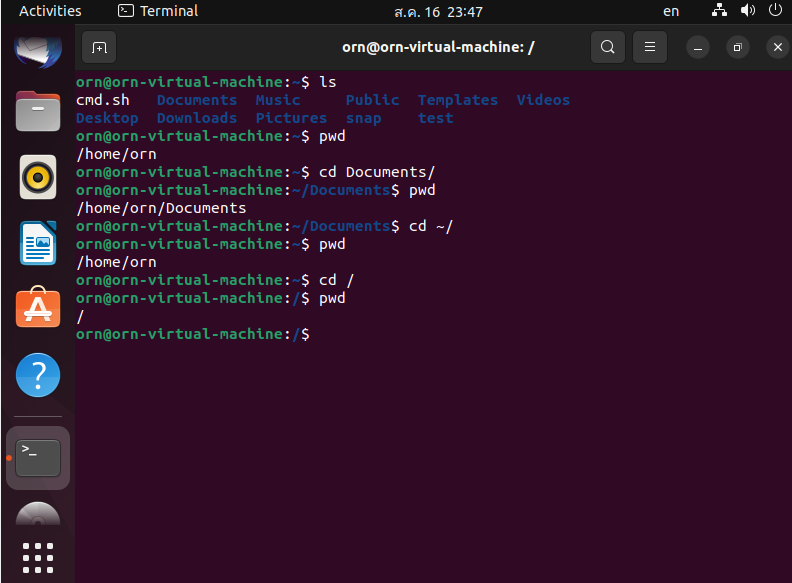 Activities Terminal ส.ค. 16 23:47 en
orn@orn-virtual-machine: /
orn@orn-virtual-machine:~$ ls
cmd.sh Documents Music Public Templates Videos
Desktop Downloads Pictures snap test
orn@orn-virtual-machine:~$ pwd
/home/orn
orn@orn-virtual-machine:~$ cd Documents/
orn@orn-virtual-machine:~/Documents$ pwd
/home/orn/Documents
orn@orn-virtual-machine:~/Documents$ cd ~/
orn@orn-virtual-machine:~$ pwd
/home/orn
orn@orn-virtual-machine:~$ cd /
orn@orn-virtual-machine:/$ pwd
/
orn@orn-virtual-machine:/$